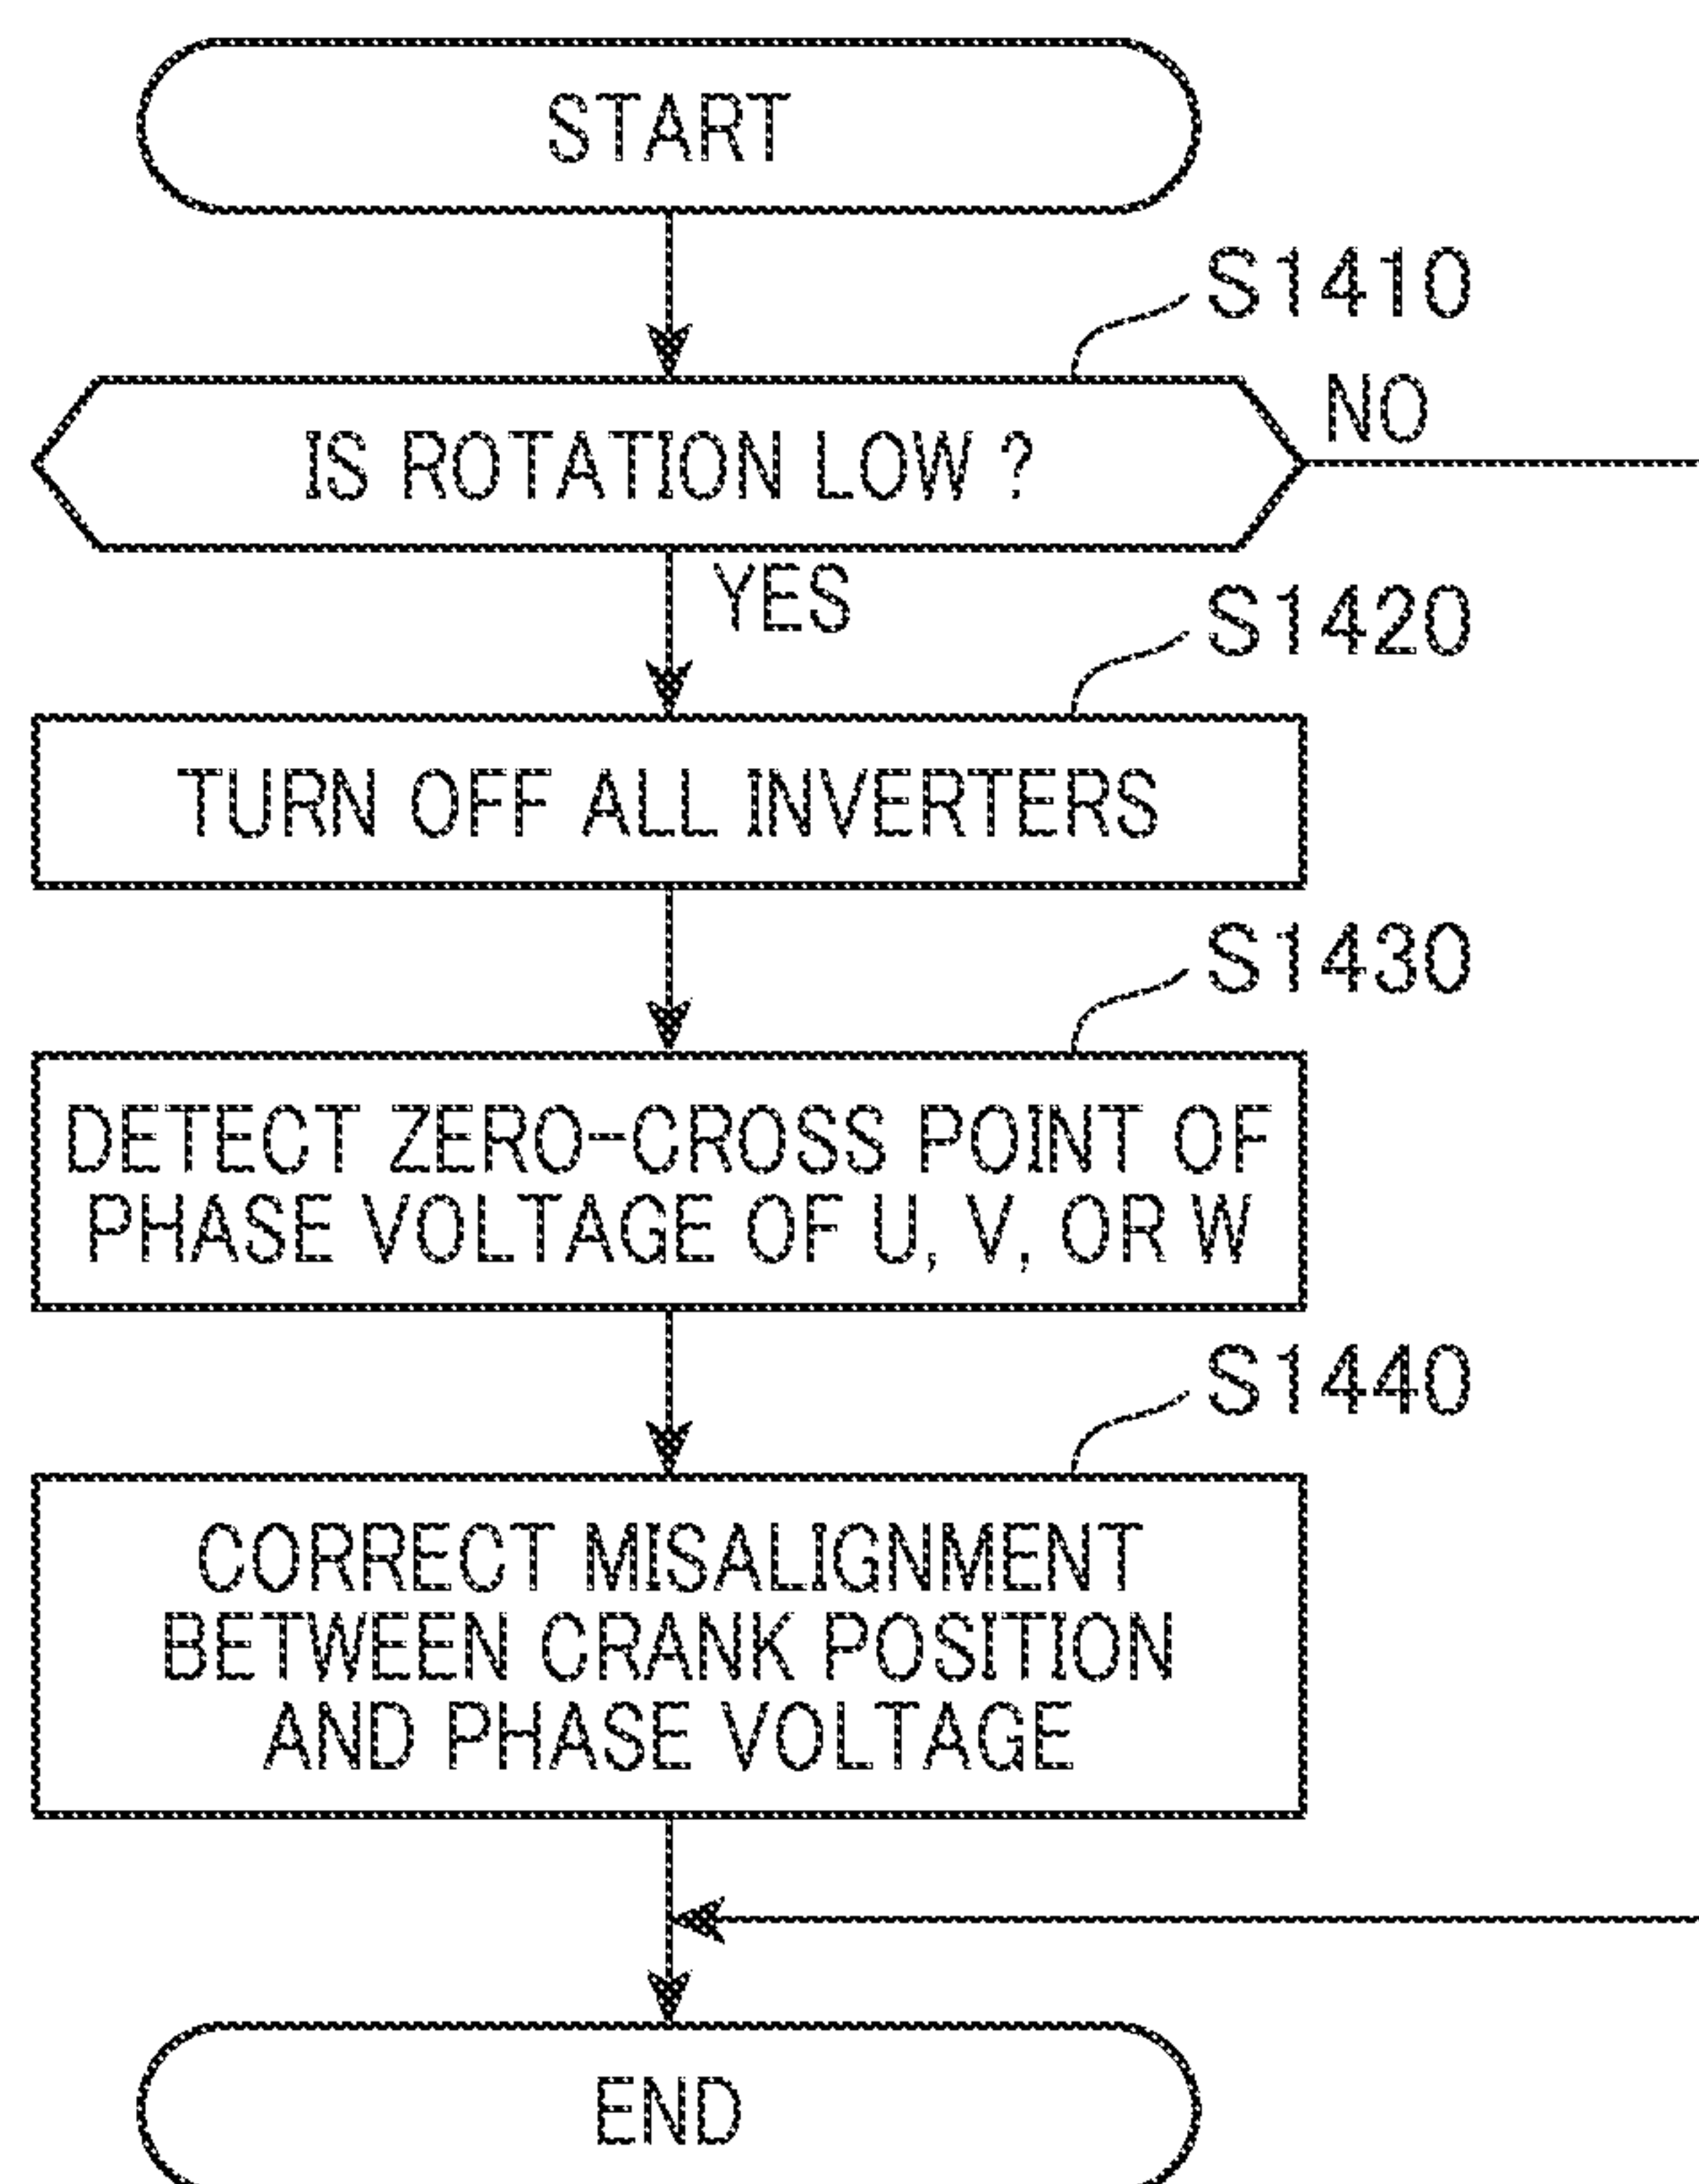 START
S1410
IS ROTATION LOW ?
NO
YES
S1420
TURN OFF ALL INVERTERS
S1430
DETECT ZERO-CROSS POINT OF
PHASE VOLTAGE OF U, V, OR W
S1440
CORRECT MISALIGNMENT
BETWEEN CRANK POSITION
AND PHASE VOLTAGE
END